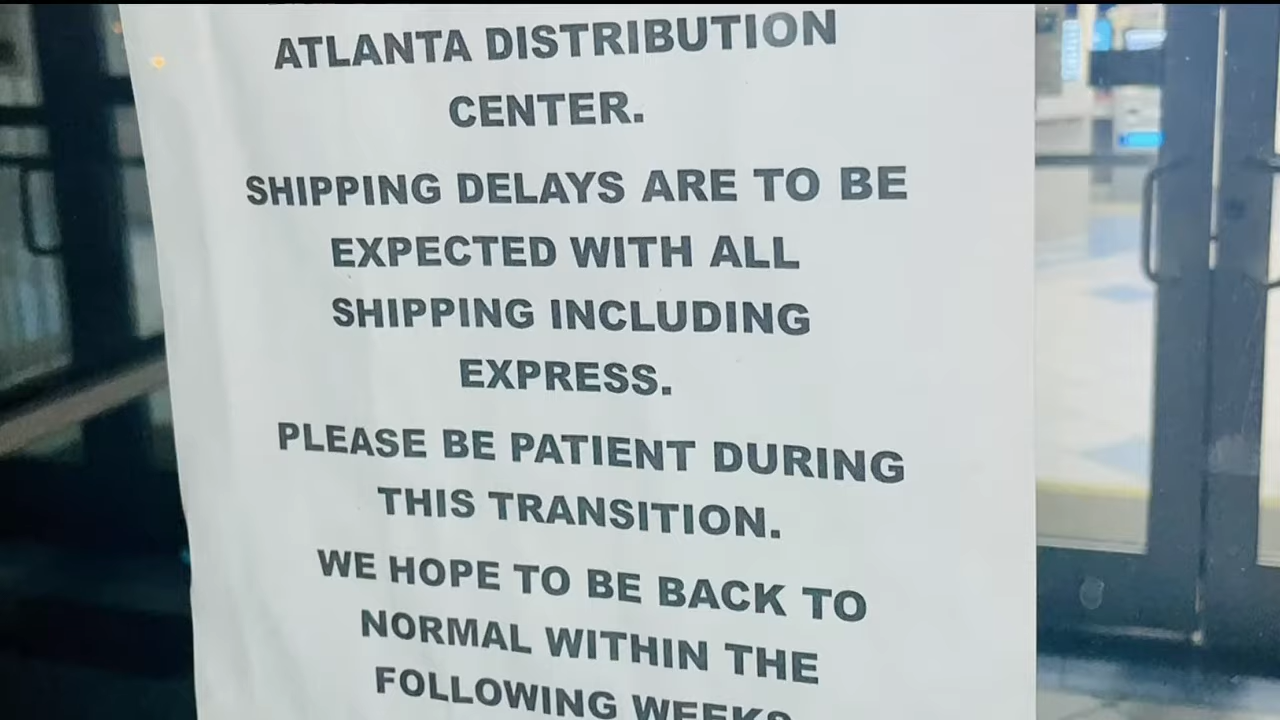 ATLANTA DISTRIBUTION
CENTER.
SHIPPING DELAYS ARE TO BE
EXPECTED WITH ALL
SHIPPING INCLUDING
EXPRESS.
PLEASE BE PATIENT DURING
THIS TRANSITION.
WE HOPE TO BE BACK TO
NORMAL WITHIN THE
FOLLOWING WEEKS